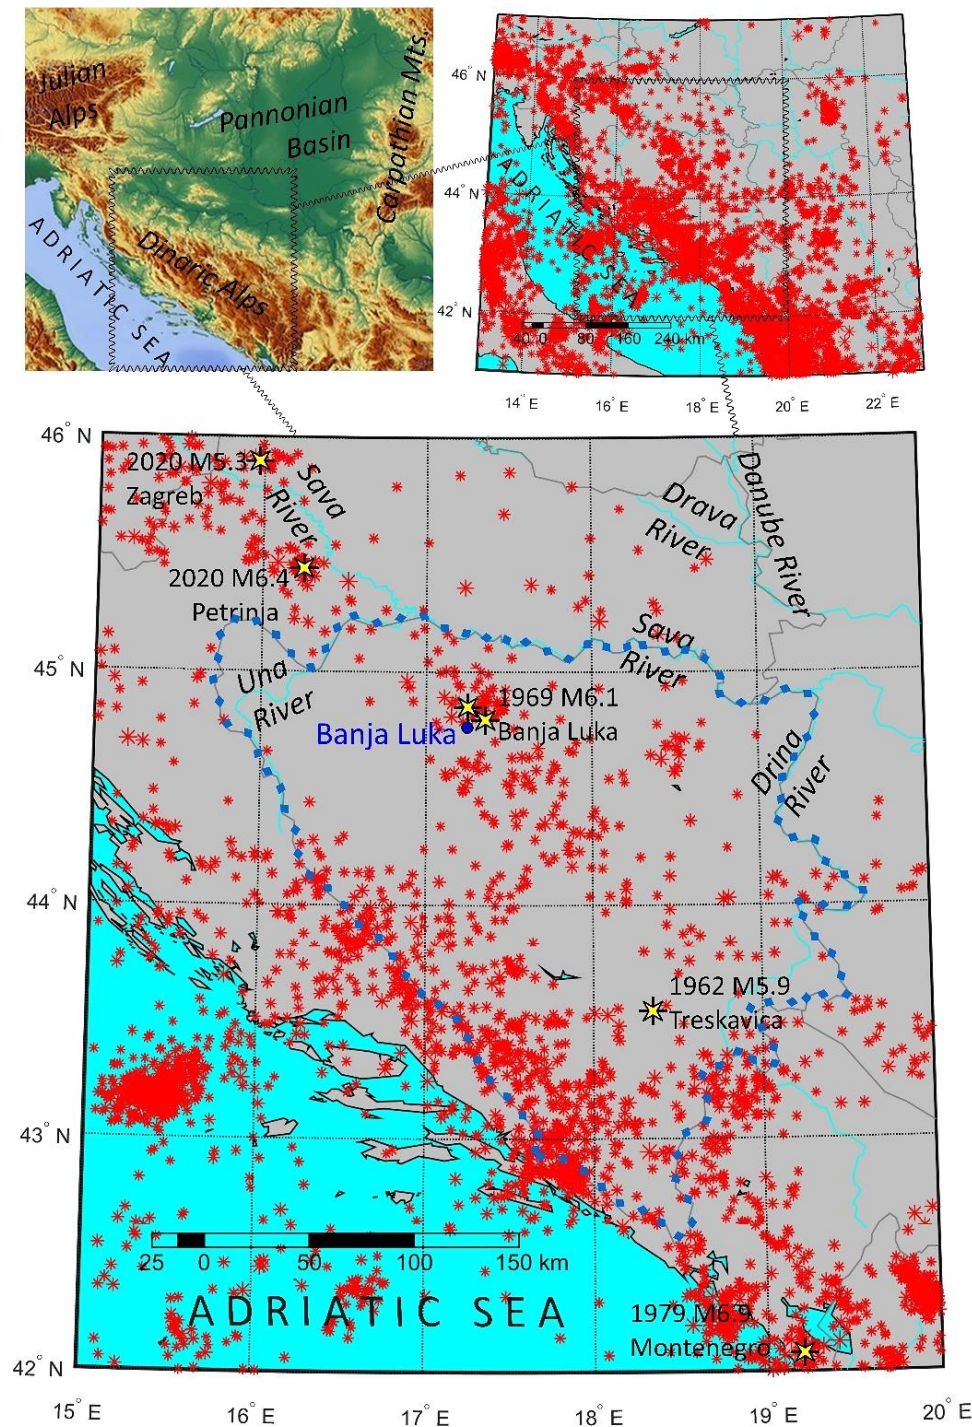 Julian
Alps
Pannonian
Basin
Carpathian Mts.
Dinaric Alps
ADRIATIC SEA
46° N
44° N
42° N
ADRIATIC SEA
40 0 80 160 240 km
14° E 16° E 18° E 20° E 22° E
46° N
45° N
44° N
43° N
42° N
2020 M5.3
Zagreb
Sava
River
Drava
River
Danube River
2020 M6.4
Petrinja
Una
River
Sava
River
1969 M6.1
Banja Luka
Banja Luka
Drina
River
1962 M5.9
Treskavica
25 0 50 100 150 km
ADRIATIC SEA
1979 M6.9
Montenegro
15° E 16° E 17° E 18° E 19° E 20° E